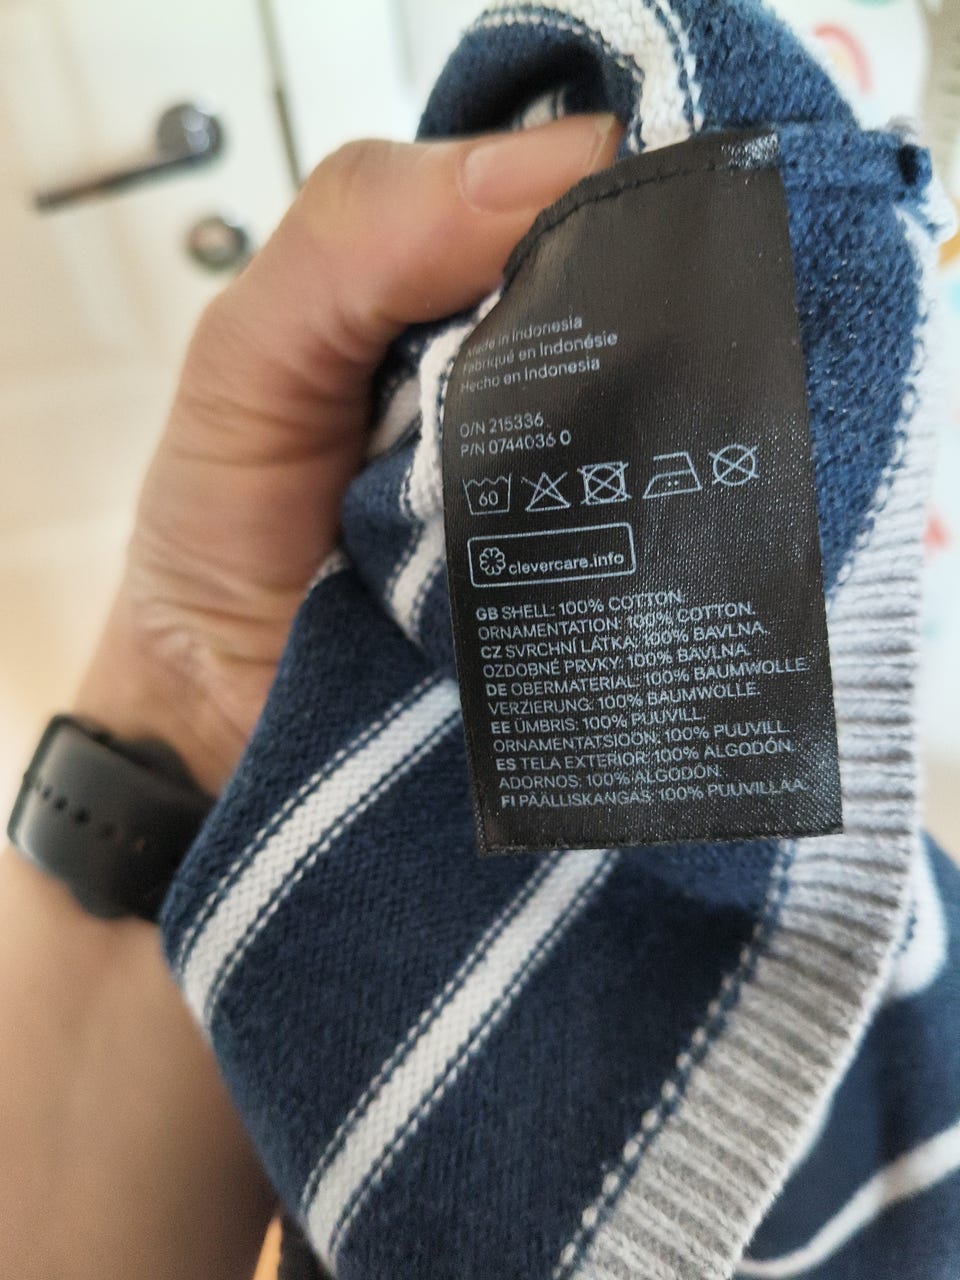 Made in Indonesia
Fabriqué en Indonésie
Hecho en Indonesia
O/N 215336
P/N 0744036 0
60
clevercare.info
GB SHELL: 100% COTTON.
ORNAMENTATION: 100% COTTON.
CZ SVRCHNÍ LÁTKA: 100% BAVLNA.
OZDOBNÉ PRVKY: 100% BAVLNA.
DE OBERMATERIAL: 100% BAUMWOLLE.
VERZIERUNG: 100% BAUMWOLLE.
EE ÜMBRIS: 100% PUUVILL.
ORNAMENTATSIOON: 100% PUUVILL.
ES TELA EXTERIOR: 100% ALGODÓN.
ADORNOS: 100% ALGODÓN.
FI PÄÄLLISKANGAS: 100% PUUVILLAA.